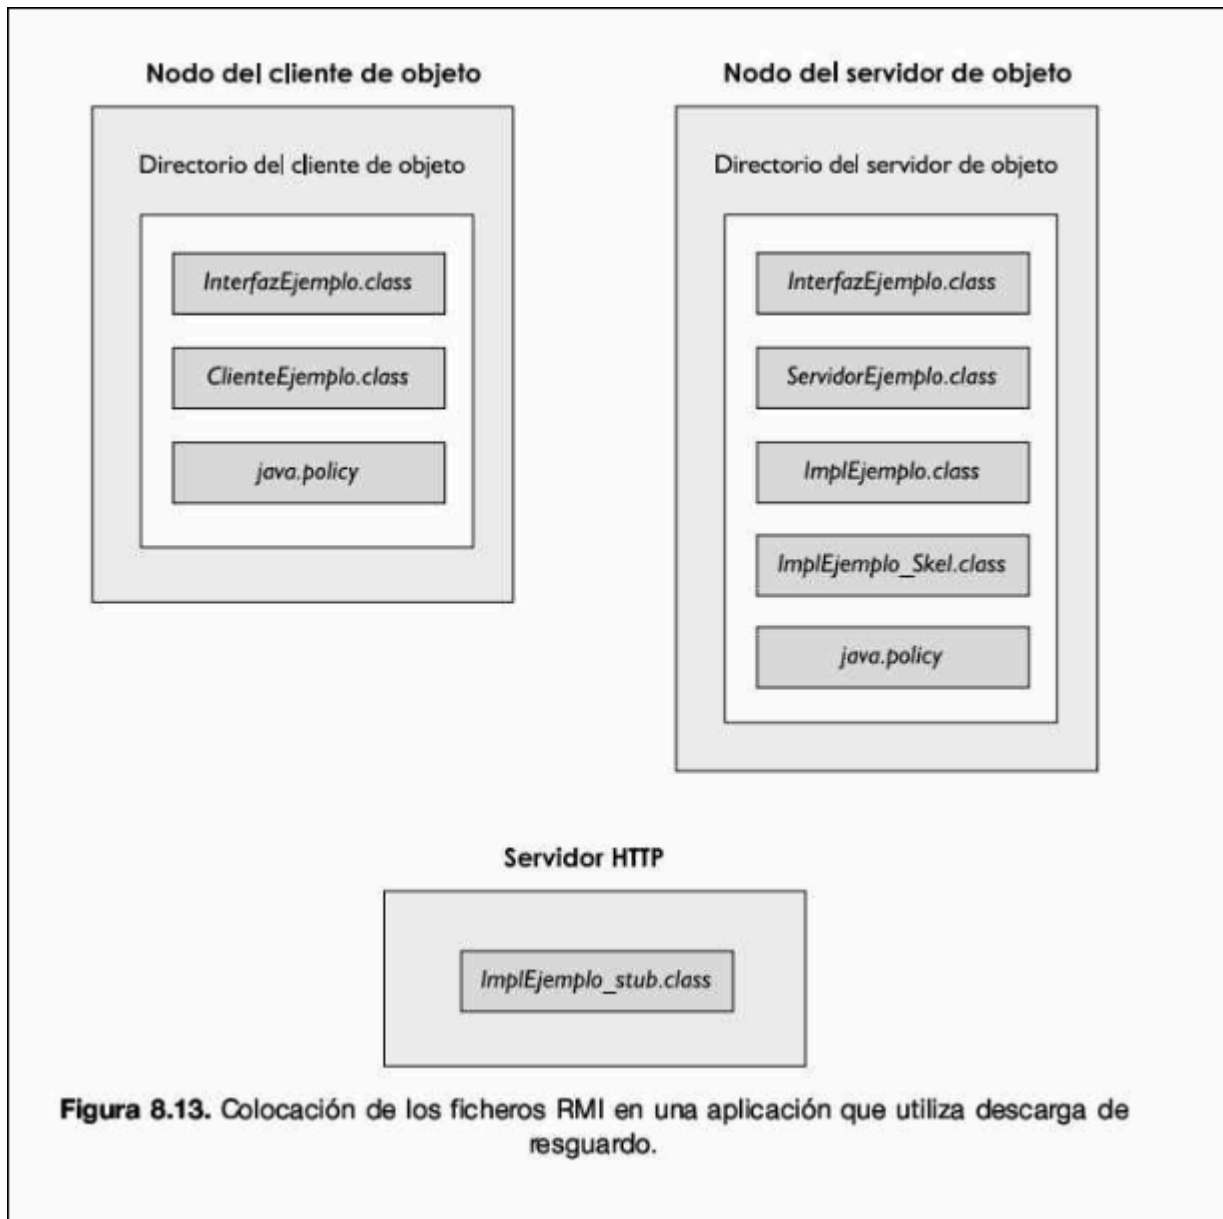 Nodo del cliente de objeto
Directorio del cliente de objeto
InterfazEjemplo.class
ClienteEjemplo.class
java.policy
Nodo del servidor de objeto
Directorio del servidor de objeto
InterfazEjemplo.class
ServidorEjemplo.class
ImplEjemplo.class
ImplEjemplo_Skel.class
java.policy
Servidor HTTP
ImplEjemplo_stub.class
Figura 8.13. Colocación de los ficheros RMI en una aplicación que utiliza descarga de
resguardo.